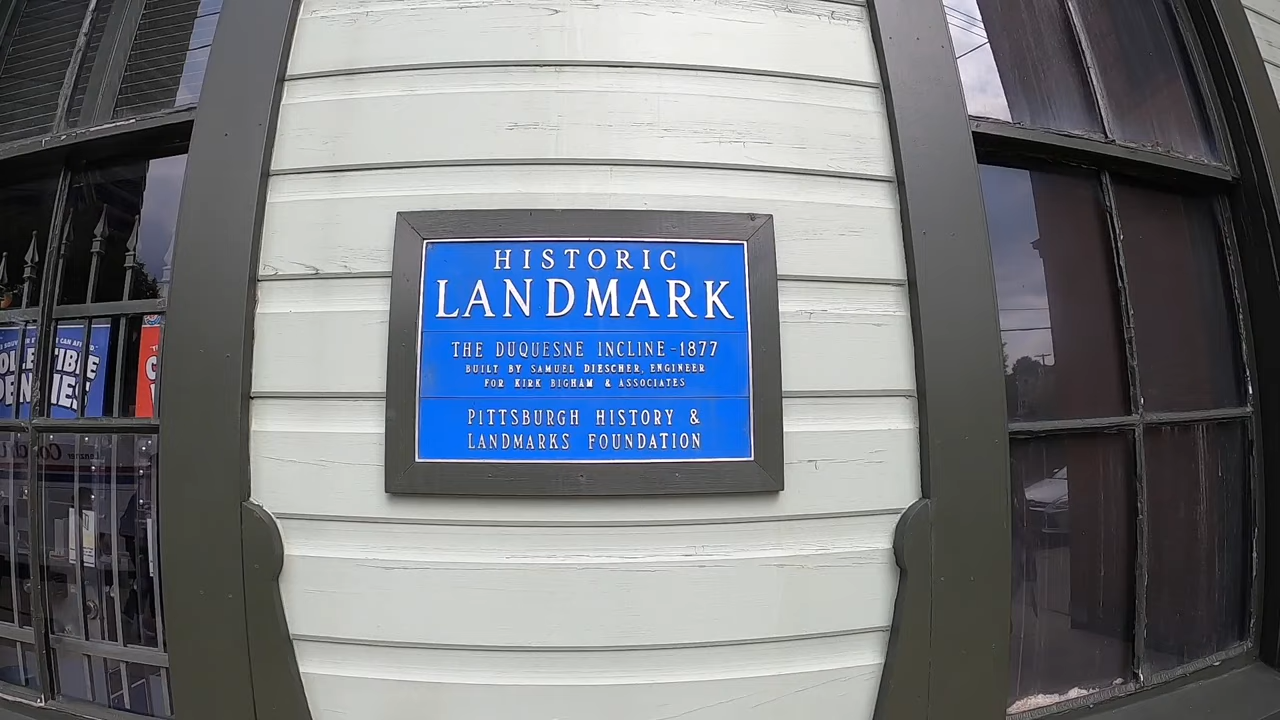 HISTORIC
LANDMARK
THE DUQUESNE INCLINE-1877
BUILT BY SAMUEL DIESCHER, ENGINEER
FOR KIRK BIGHAM & ASSOCIATES
PITTSBURGH HISTORY &
LANDMARKS FOUNDATION